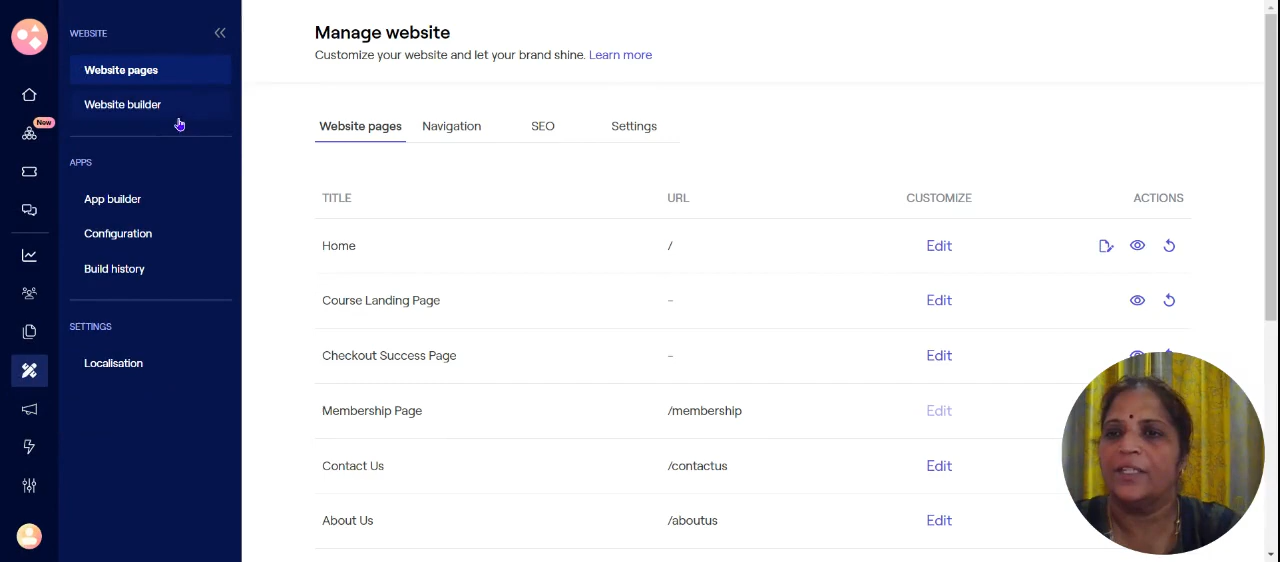 WEBSITE
Website pages
Website builder
New
APPS
App builder
Configuration
Build history
SETTINGS
Localisation
Manage website
Customize your website and let your brand shine. Learn more
Website pages Navigation SEO Settings
TITLE URL CUSTOMIZE ACTIONS
Home / Edit
Course Landing Page - Edit
Checkout Success Page - Edit
Membership Page /membership Edit
Contact Us /contactus Edit
About Us /aboutus Edit